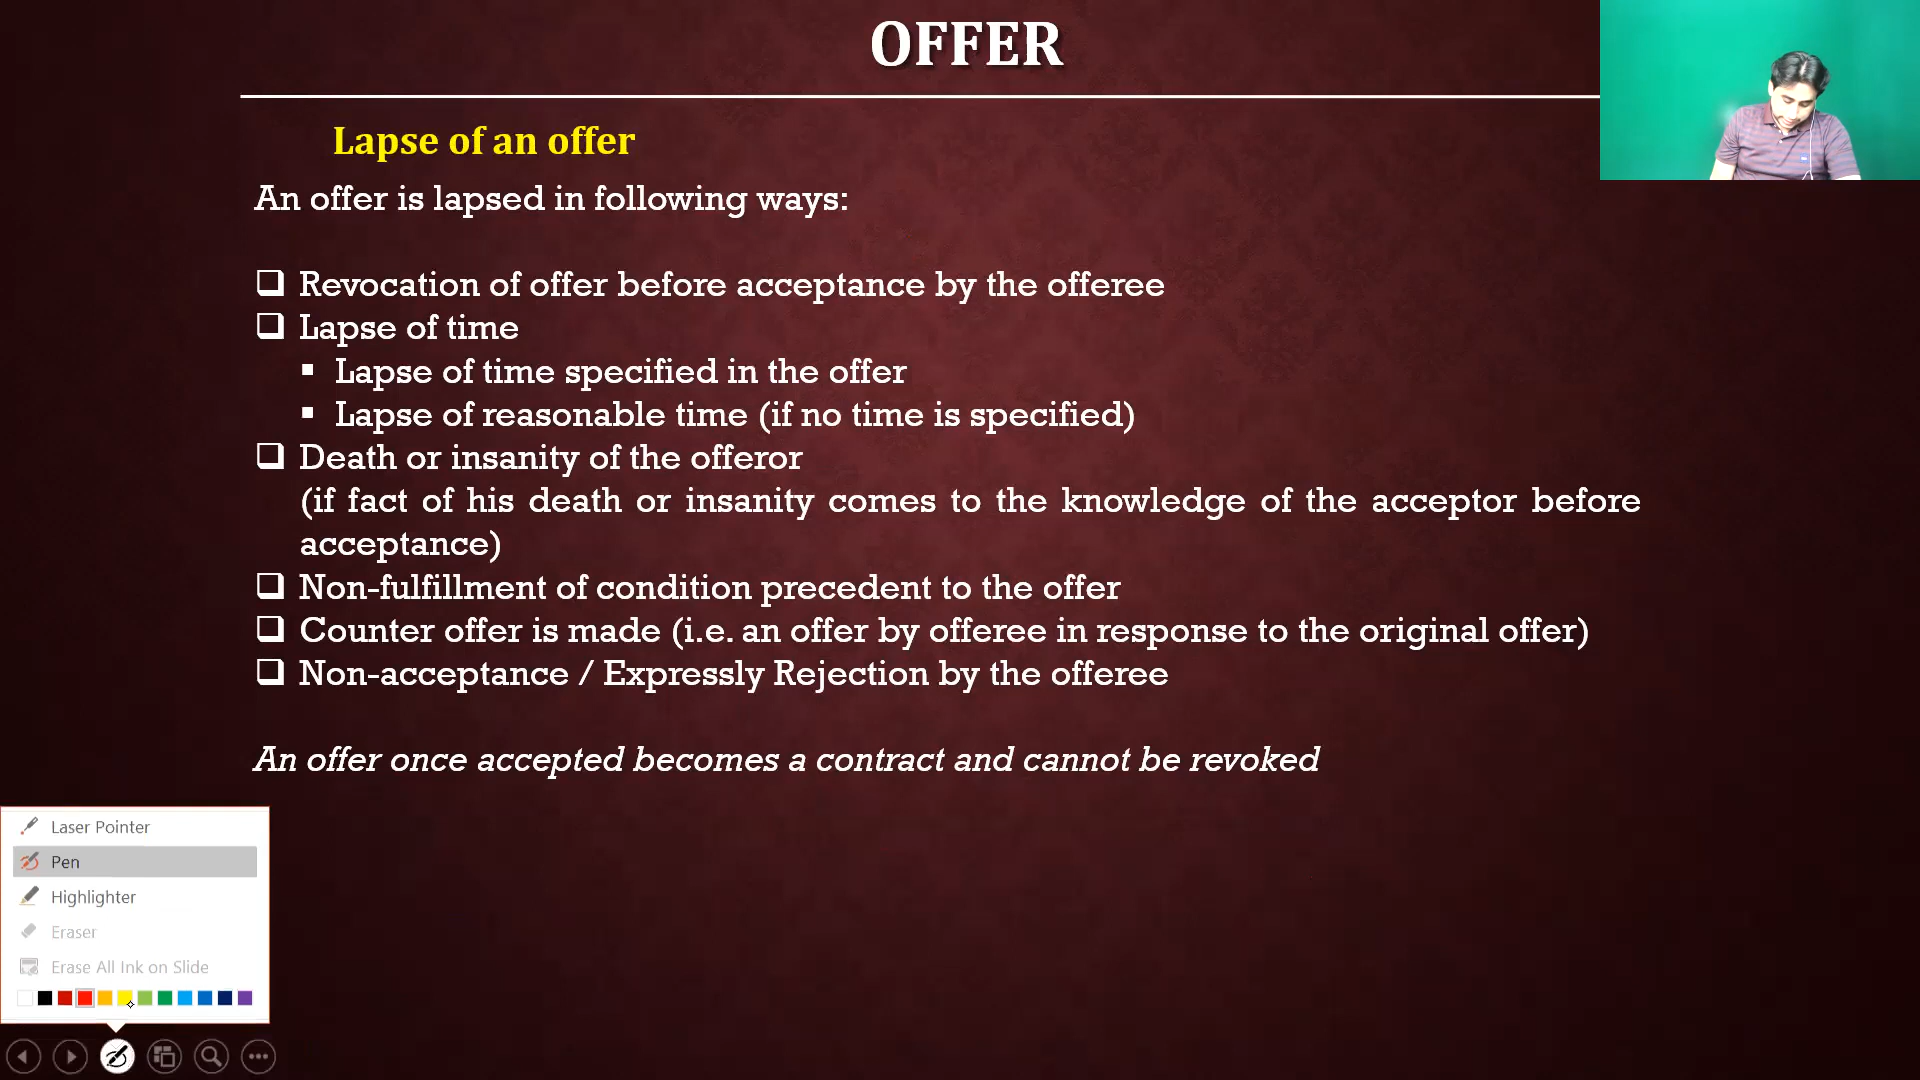 OFFER
Lapse of an offer
An offer is lapsed in following ways:
❑ Revocation of offer before acceptance by the offeree
❑ Lapse of time
▪ Lapse of time specified in the offer
▪ Lapse of reasonable time (if no time is specified)
❑ Death or insanity of the offeror
(if fact of his death or insanity comes to the knowledge of the acceptor before
acceptance)
❑ Non-fulfillment of condition precedent to the offer
❑ Counter offer is made (i.e. an offer by offeree in response to the original offer)
❑ Non-acceptance / Expressly Rejection by the offeree
An offer once accepted becomes a contract and cannot be revoked
Laser Pointer
Pen
Highlighter
Eraser
Erase All Ink on Slide